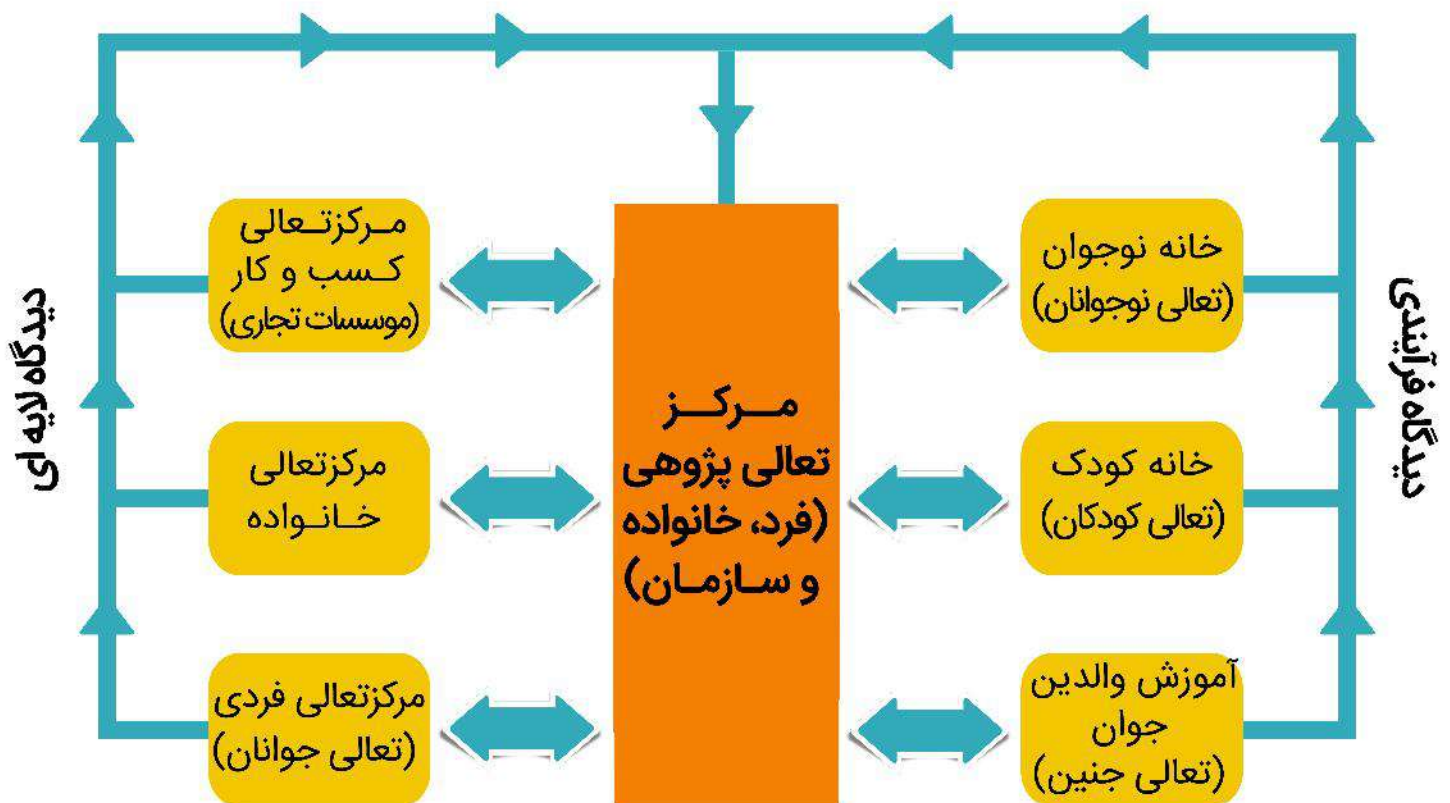 دیدگاه فرآیندی
خانه نوجوان
(تعالی نوجوانان)
خانه کودک
(تعالی کودکان)
آموزش والدین
جوان
(تعالی جنین)
مــرکــز
تعالی پژوهی
(فرد، خانواده
و سـازمـان)
مـرکزتـعالی
کـسب و کار
(موسسات تجاری)
مرکزتعالی
خـانـواده
مرکزتعالی فردی
(تعالی جوانان)
دیدگاه لایه ای